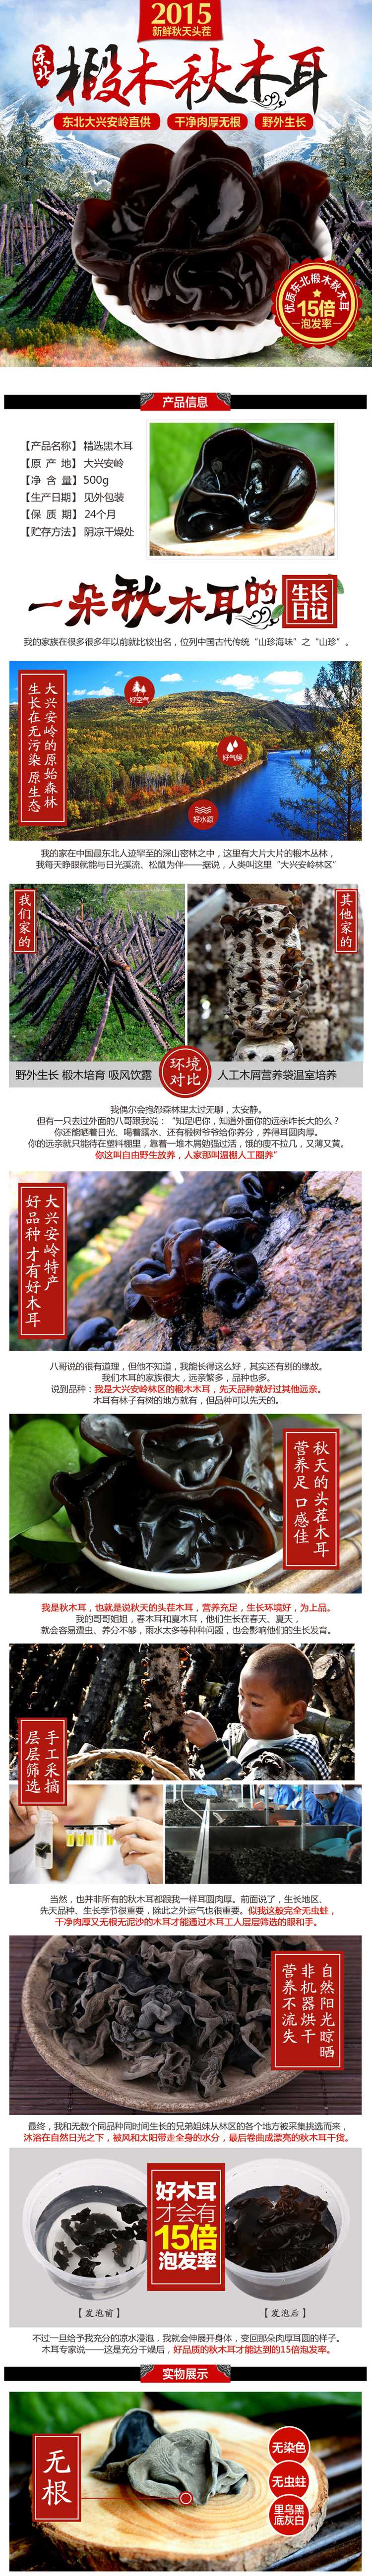 2015
新鲜秋天头茬
东北
椴木秋木耳
东北大兴安岭直供 干净肉厚无根 野外生长
优质东北椴木秋木耳
15倍
泡发率
产品信息
【产品名称】精选黑木耳
【原 产 地】大兴安岭
【净 含 量】500g
【生产日期】见外包装
【保 质 期】24个月
【贮存方法】阴凉干燥处
一朵秋木耳的生长日记
我的家族在很多很多年以前就比较出名，位列中国古代传统“山珍海味”之“山珍”。
大兴安岭的原始森林
生长在无污染 原生态
好空气
好气候
好水源
我的家在中国最东北人迹罕至的深山密林之中，这里有大片大片的椴木丛林，
我每天睁眼就能与日光溪流、松鼠为伴——据说，人类叫这里“大兴安岭林区”
我们家的
其他家的
野外生长 椴木培育 吸风饮露
环境对比
人工木屑营养袋温室培养
我偶尔会抱怨森林里太过无聊，太安静。
但有一只去过外面的八哥跟我说：“知足吧你，知道外面你的远亲咋长大的么？
你还能晒着日光、喝着露水、还有椴树爷爷给你养分，养得耳圆肉厚。
你的远亲就只能待在塑料棚里，靠着一堆木屑勉强过活，饿的瘦不拉几，又薄又黄。
你这叫自由野生放养，人家那叫温棚人工圈养”
大兴安岭特产
好品种 才有好木耳
八哥说的很有道理，但他不知道，我能长得这么好，其实还有别的缘故。
我们木耳的家族很大，远亲繁多，品种也多。
说到品种：我是大兴安岭林区的椴木木耳，先天品种就好过其他远亲。
木耳有林子有树的地方就有，但品种可以先天的。
秋天的头茬木耳
营养足 口感佳
我是秋木耳，也就是说秋天的头茬木耳，营养充足，生长环境好，为上品。
我的哥哥姐姐，春木耳和夏木耳，他们生长在春天、夏天，
就会容易遭虫、养分不够，雨水太多等种种问题，也会影响他们的生长发育。
手工采摘
层层筛选
当然，也并非所有的秋木耳都跟我一样耳圆肉厚。前面说了，生长地区、
先天品种、生长季节很重要，除此之外运气也很重要。似我这般完全无虫蛀，
干净肉厚又无根无泥沙的木耳才能通过木耳工人层层筛选的眼和手。
自然阳光晾晒
非机器烘干
营养不流失
最终，我和无数个同品种同时间生长的兄弟姐妹从林区的各个地方被采集挑选而来，
沐浴在自然日光之下，被风和太阳带走全身的水分，最后卷曲成漂亮的秋木耳干货。
好木耳
才会有
15倍
泡发率
【发泡前】
【发泡后】
不过一旦给予我充分的凉水浸泡，我就会伸展开身体，变回那朵肉厚耳圆的样子。
木耳专家说——这是充分干燥后，好品质的秋木耳才能达到的15倍泡发率。
实物展示
无根
无染色
无虫蛀
里乌黑
底灰白